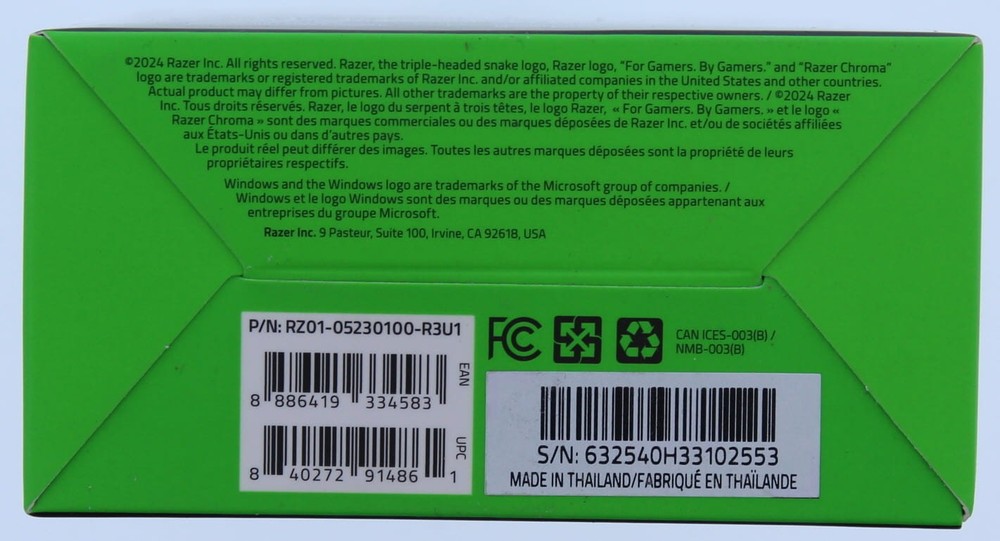 ©2024 Razer Inc. All rights reserved. Razer, the triple-headed snake logo, Razer logo, "For Gamers. By Gamers." and "Razer Chroma"
logo are trademarks or registered trademarks of Razer Inc. and/or affiliated companies in the United States and other countries.
Actual product may differ from pictures. All other trademarks are the property of their respective owners. / ©2024 Razer
Inc. Tous droits réservés. Razer, le logo du serpent à trois têtes, le logo Razer, « For Gamers. By Gamers. » et le logo «
Razer Chroma » sont des marques commerciales ou des marques déposées de Razer Inc. et/ou de sociétés affiliées
aux États-Unis ou dans d'autres pays.
Le produit réel peut différer des images. Toutes les autres marques déposées sont la propriété de leurs
propriétaires respectifs.
Windows and the Windows logo are trademarks of the Microsoft group of companies. /
Windows et le logo Windows sont des marques ou des marques déposées appartenant aux
entreprises du groupe Microsoft.
Razer Inc. 9 Pasteur, Suite 100, Irvine, CA 92618, USA
P/N: RZ01-05230100-R3U1
EAN
8 886419 334583
UPC
8 40272 91486 1
FC
CAN ICES-003(B) /
NMB-003(B)
S/N: 632540H33102553
MADE IN THAILAND/FABRIQUÉ EN THAÏLANDE